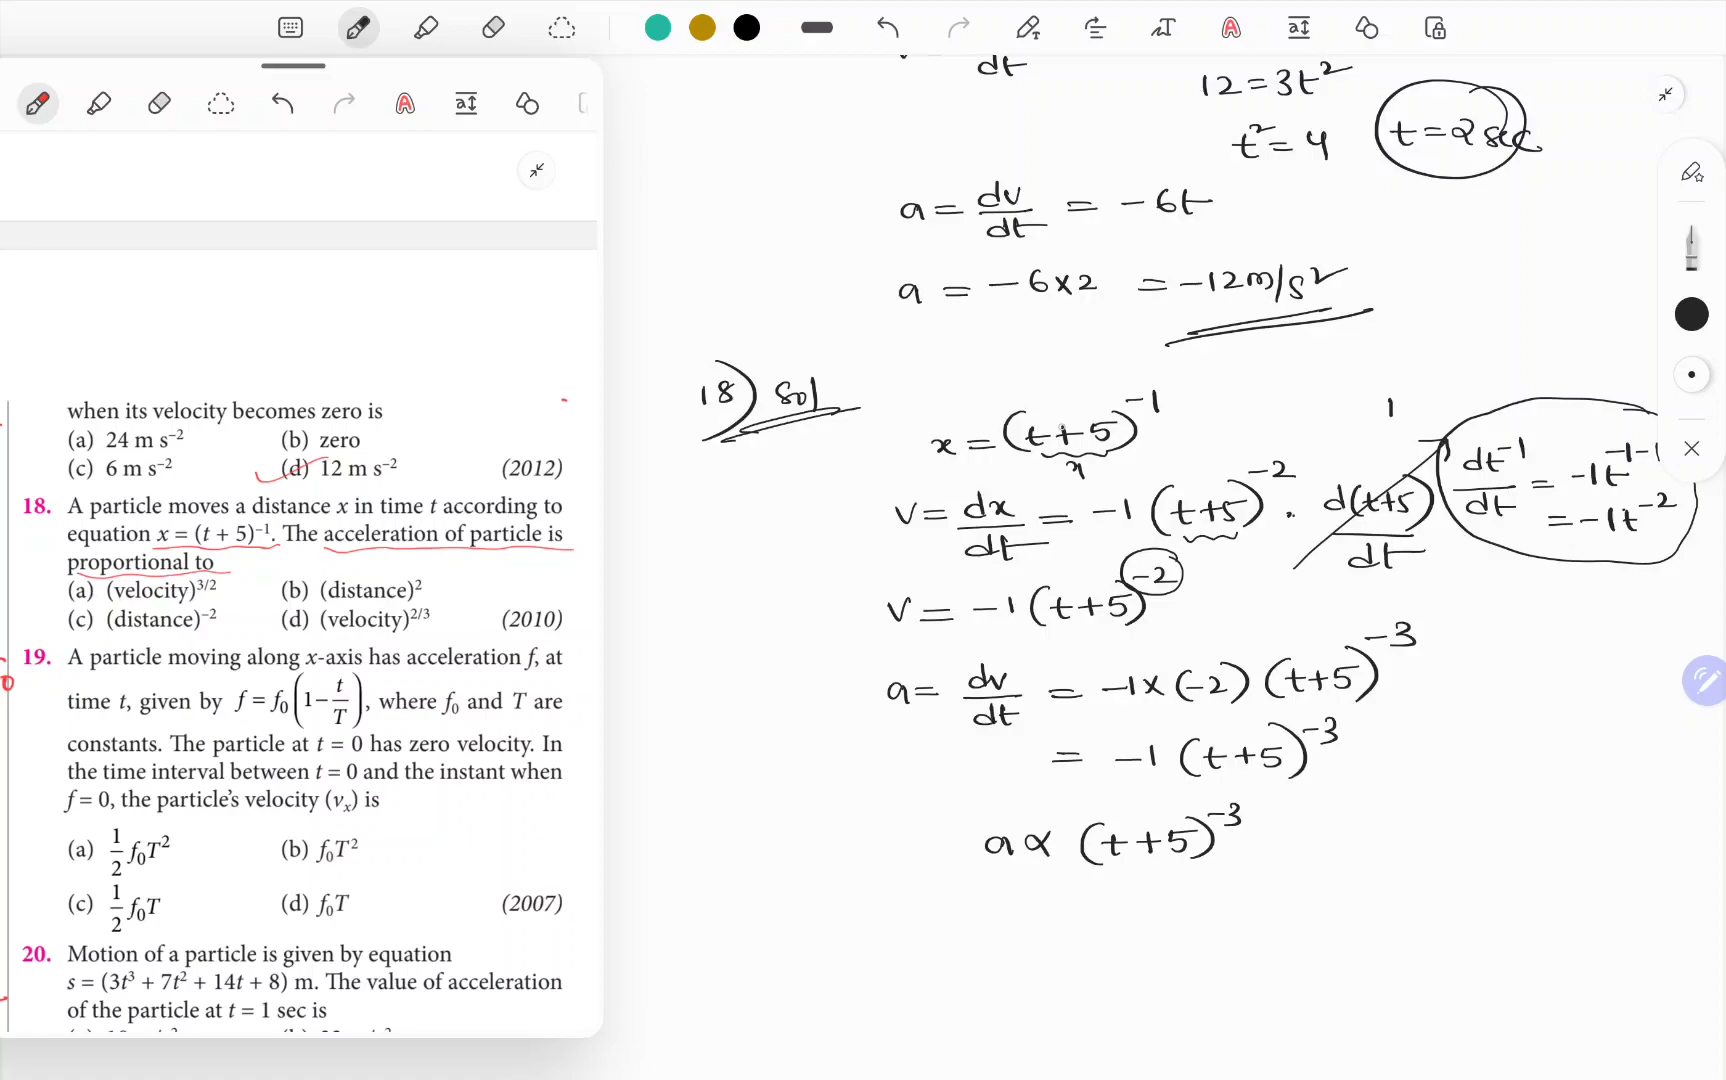 when its velocity becomes zero is
(a) 24 m s⁻² (b) zero
(c) 6 m s⁻² (d) 12 m s⁻² (2012)
18. A particle moves a distance x in time t according to
equation x = (t + 5)⁻¹. The acceleration of particle is
proportional to
(a) (velocity)³ᐟ² (b) (distance)²
(c) (distance)⁻² (d) (velocity)²ᐟ³ (2010)
19. A particle moving along x-axis has acceleration f, at
time t, given by f = f₀(1 − t/T), where f₀ and T are
constants. The particle at t = 0 has zero velocity. In
the time interval between t = 0 and the instant when
f = 0, the particle's velocity (vₓ) is
(a) 1/2 f₀T² (b) f₀T²
(c) 1/2 f₀T (d) f₀T (2007)
20. Motion of a particle is given by equation
s = (3t³ + 7t² + 14t + 8) m. The value of acceleration
of the particle at t = 1 sec is
dt
12 = 3t²
t² = 4 t = 2 sec
a = dv/dt = −6t
a = −6×2 = −12m/s²
18) Sol
x = (t+5)⁻¹
x
v = dx/dt = −1 (t+5)⁻² . d(t+5)/dt 1
dt⁻¹/dt = −1t⁻¹⁻¹
= −1t⁻²
v = −1 (t+5)⁻²
a = dv/dt = −1×(−2) (t+5)⁻³
= −1 (t+5)⁻³
a ∝ (t+5)⁻³